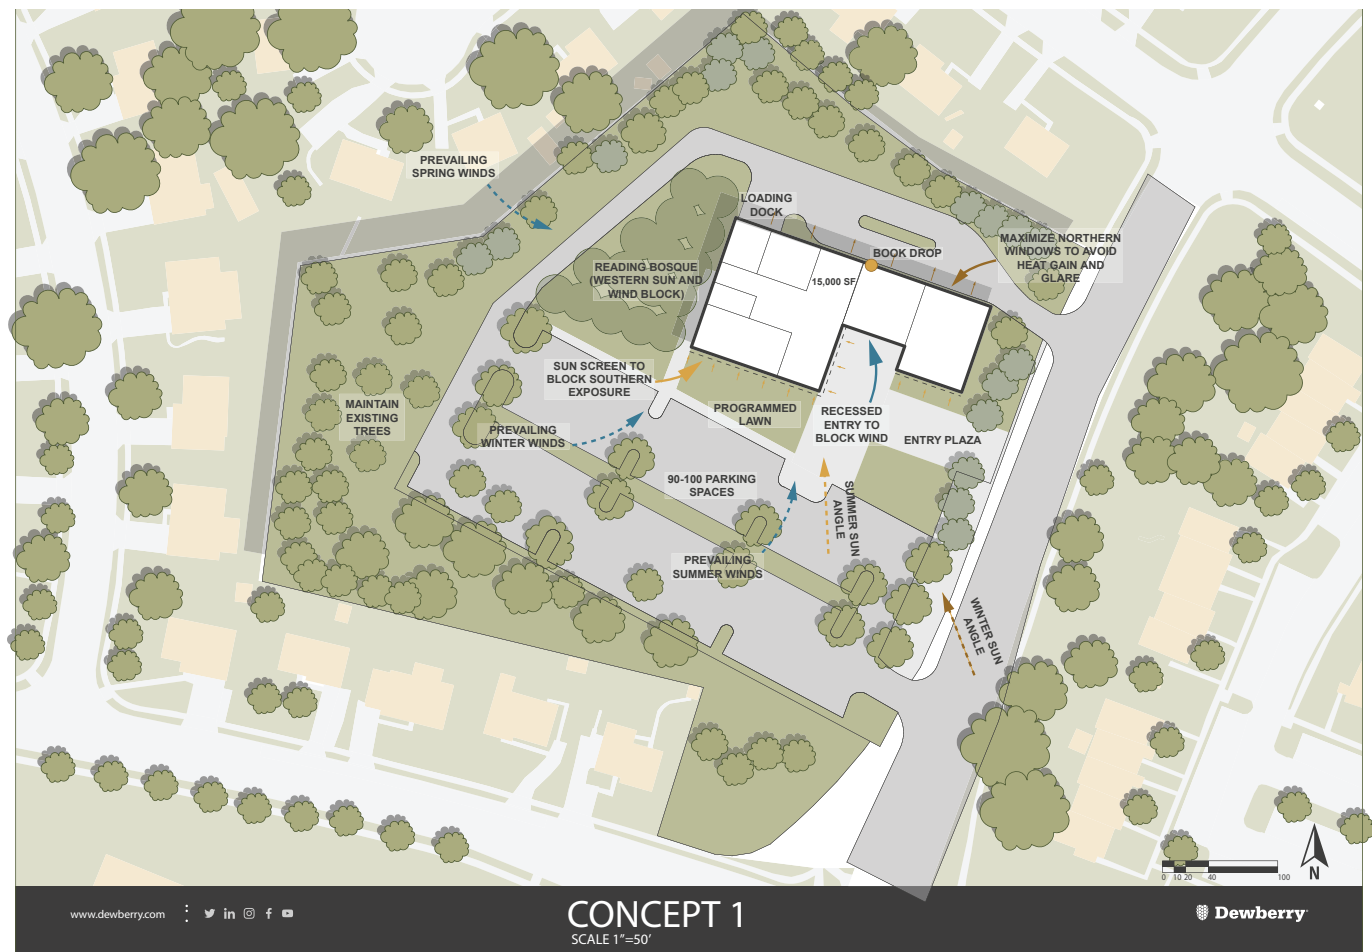 PREVAILING
SPRING WINDS
LOADING
DOCK
BOOK DROP
MAXIMIZE NORTHERN
WINDOWS TO AVOID
HEAT GAIN AND
GLARE
READING BOSQUE
(WESTERN SUN AND
WIND BLOCK)
15,000 SF
SUN SCREEN TO
BLOCK SOUTHERN
EXPOSURE
MAINTAIN
EXISTING
TREES
PROGRAMMED
LAWN
RECESSED
ENTRY TO
BLOCK WIND
ENTRY PLAZA
PREVAILING
WINTER WINDS
90-100 PARKING
SPACES
SUMMER SUN
ANGLE
PREVAILING
SUMMER WINDS
WINTER SUN
ANGLE
0 10 20 40 100
N
www.dewberry.com
CONCEPT 1
SCALE 1"=50'
Dewberry